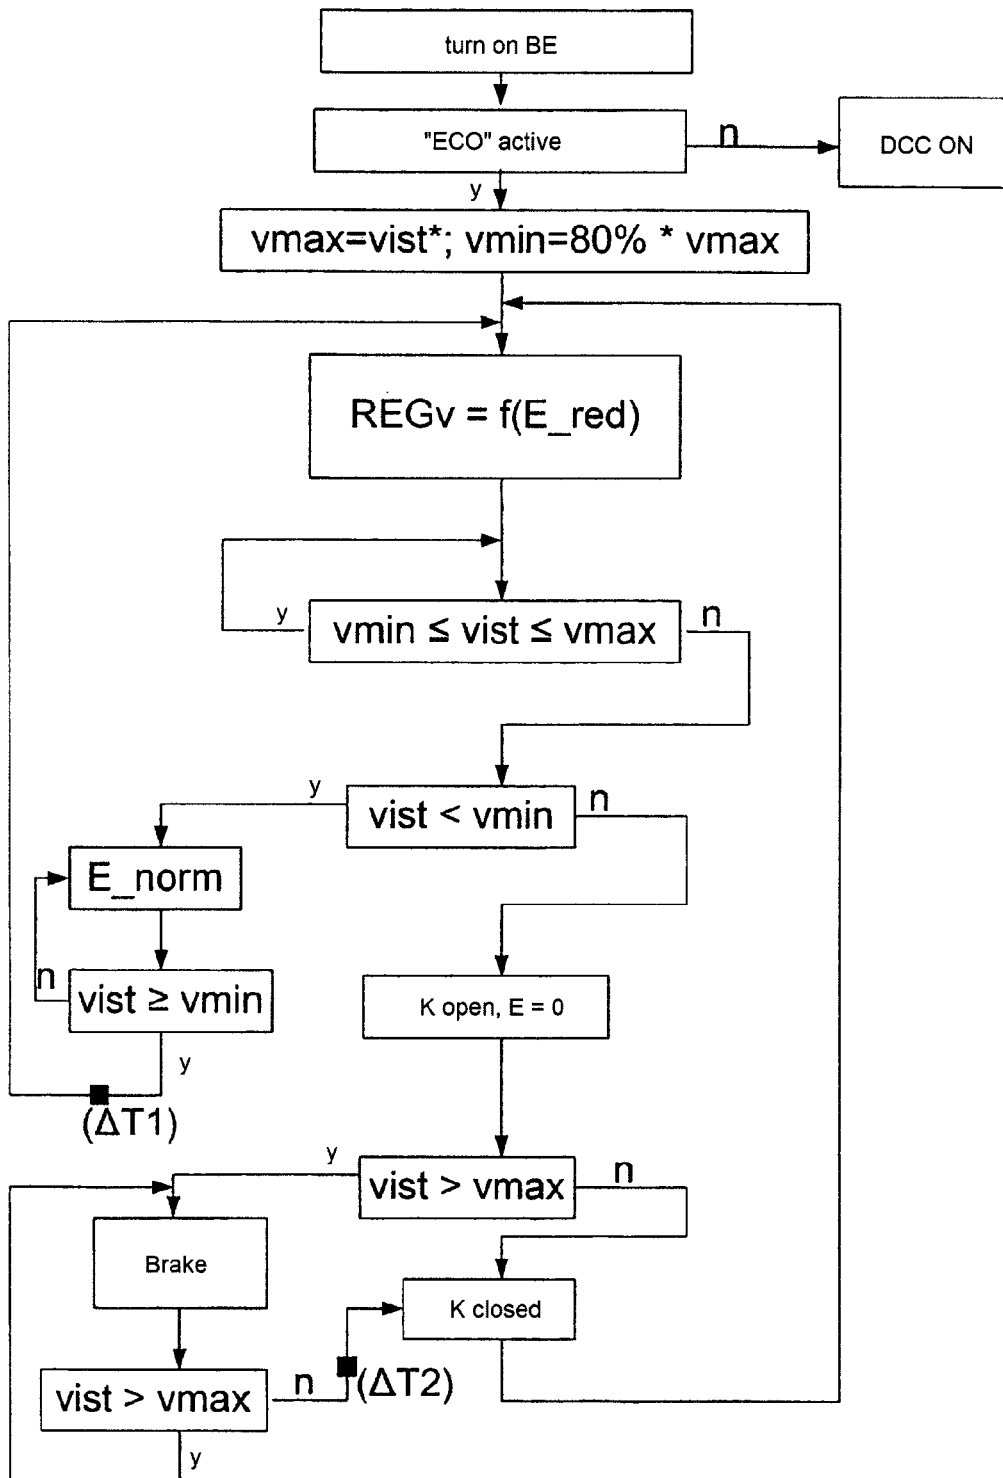 turn on BE
"ECO" active
n
DCC ON
y
vmax=vist*; vmin=80% * vmax
REGv = f(E_red)
y
vmin ≤ vist ≤ vmax
n
y
vist < vmin
n
E_norm
n
vist ≥ vmin
K open, E = 0
y
(ΔT1)
y
vist > vmax
n
Brake
K closed
vist > vmax
n
(ΔT2)
y